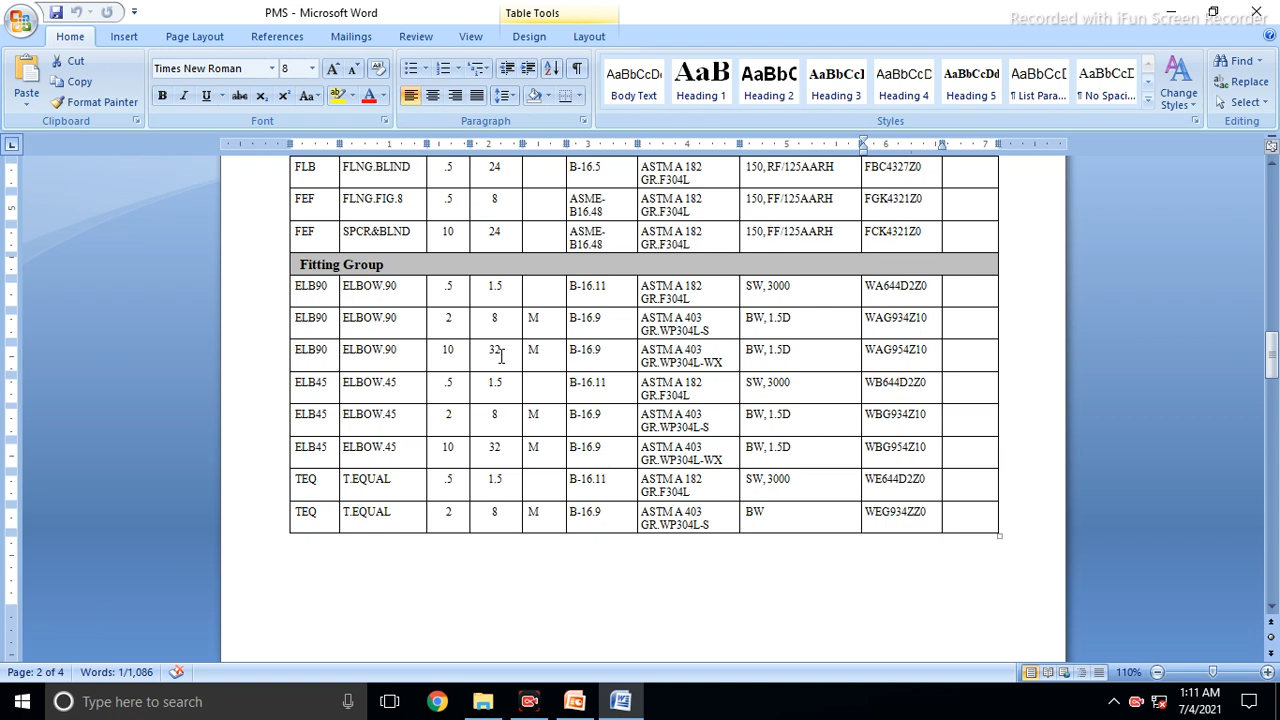 PMS - Microsoft Word
Table Tools
Recorded with iFun Screen Recorder
Home Insert Page Layout References Mailings Review View Design Layout
Paste
Cut
Copy
Format Painter
Clipboard
Times New Roman 8
Font
Paragraph
AaBbCcDc AaB AaBbC AaBbCcI AaBbCcDc AaBbCcDd AaBbCcDc AaBbCcDc
Body Text Heading 1 Heading 2 Heading 3 Heading 4 Heading 5 ¶ List Para... ¶ No Spaci...
Change Styles
Styles
Find
Replace
Select
Editing
FLB FLNG.BLIND .5 24 B-16.5 ASTM A 182 GR.F304L 150, RF/125AARH FBC4327Z0
FEF FLNG.FIG.8 .5 8 ASME-B16.48 ASTM A 182 GR.F304L 150, FF/125AARH FGK4321Z0
FEF SPCR&BLND 10 24 ASME-B16.48 ASTM A 182 GR.F304L 150, FF/125AARH FCK4321Z0
Fitting Group
ELB90 ELBOW.90 .5 1.5 B-16.11 ASTM A 182 GR.F304L SW, 3000 WA644D2Z0
ELB90 ELBOW.90 2 8 M B-16.9 ASTM A 403 GR.WP304L-S BW, 1.5D WAG934Z10
ELB90 ELBOW.90 10 32 M B-16.9 ASTM A 403 GR.WP304L-WX BW, 1.5D WAG954Z10
ELB45 ELBOW.45 .5 1.5 B-16.11 ASTM A 182 GR.F304L SW, 3000 WB644D2Z0
ELB45 ELBOW.45 2 8 M B-16.9 ASTM A 403 GR.WP304L-S BW, 1.5D WBG934Z10
ELB45 ELBOW.45 10 32 M B-16.9 ASTM A 403 GR.WP304L-WX BW, 1.5D WBG954Z10
TEQ T.EQUAL .5 1.5 B-16.11 ASTM A 182 GR.F304L SW, 3000 WE644D2Z0
TEQ T.EQUAL 2 8 M B-16.9 ASTM A 403 GR.WP304L-S BW WEG934ZZ0
Page: 2 of 4 Words: 1/1,086 110%
Type here to search
1:11 AM
7/4/2021